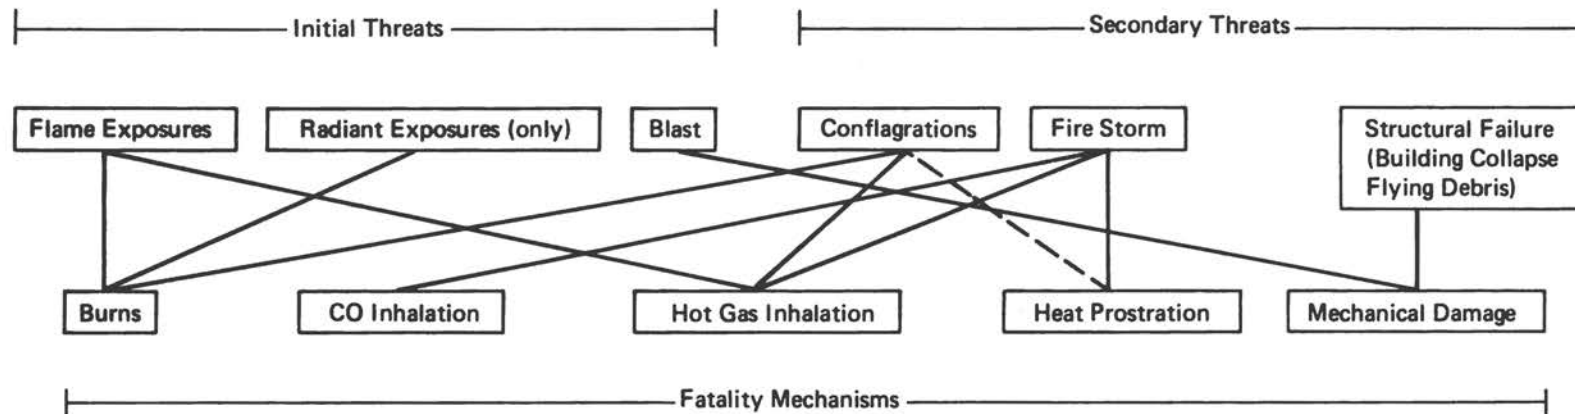 Initial Threats
Secondary Threats
Flame Exposures
Radiant Exposures (only)
Blast
Conflagrations
Fire Storm
Structural Failure
(Building Collapse
Flying Debris)
Burns
CO Inhalation
Hot Gas Inhalation
Heat Prostration
Mechanical Damage
Fatality Mechanisms